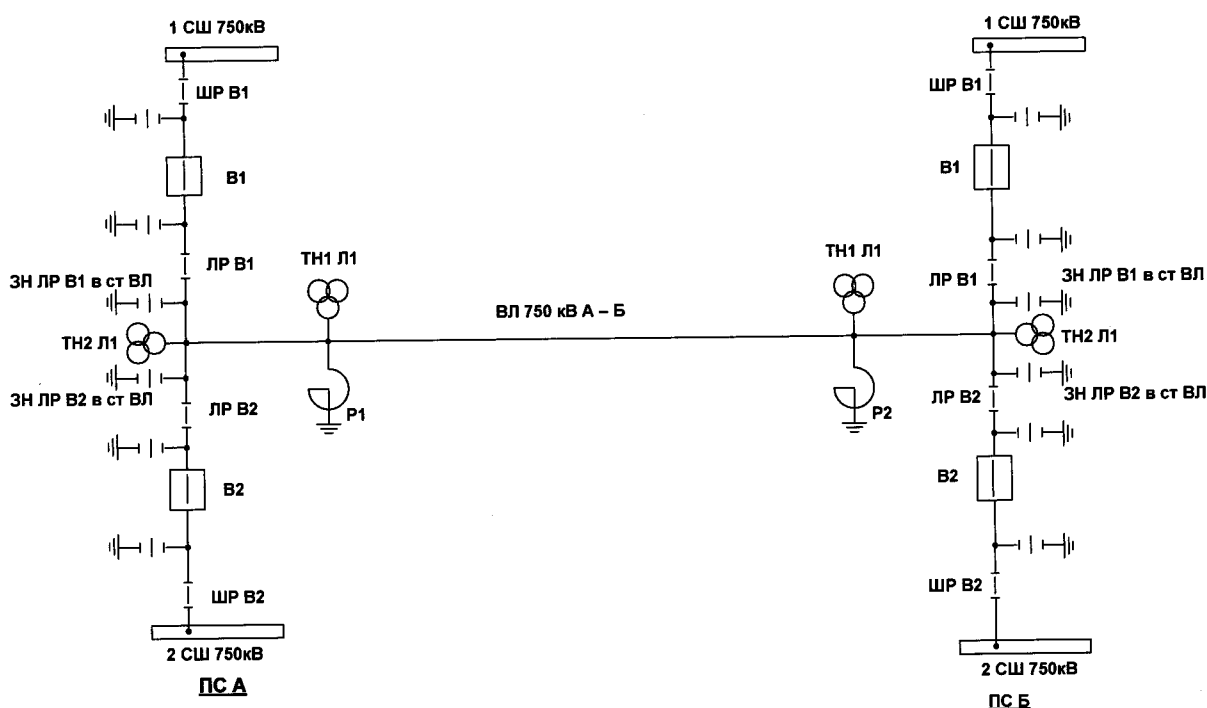 1 СШ 750кВ
ШР В1
В1
ЛР В1
ЗН ЛР В1 в ст ВЛ
ТН1 Л1
ТН2 Л1
ЗН ЛР В2 в ст ВЛ
ЛР В2
Р1
В2
ШР В2
2 СШ 750кВ
ПС А
ВЛ 750 кВ А – Б
1 СШ 750кВ
ШР В1
В1
ТН1 Л1
ЛР В1
ЗН ЛР В1 в ст ВЛ
ТН2 Л1
ЗН ЛР В2 в ст ВЛ
ЛР В2
Р2
В2
ШР В2
2 СШ 750кВ
ПС Б